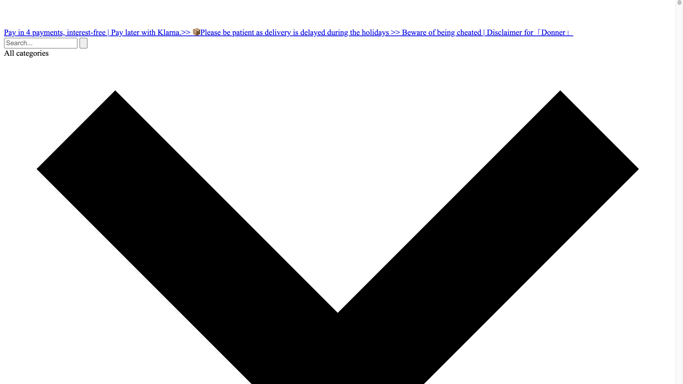 Pay in 4 payments, interest-free | Pay later with Klarna.>> 📦Please be patient as delivery is delayed during the holidays >> Beware of being cheated | Disclaimer for「Donner」
Search...
All categories